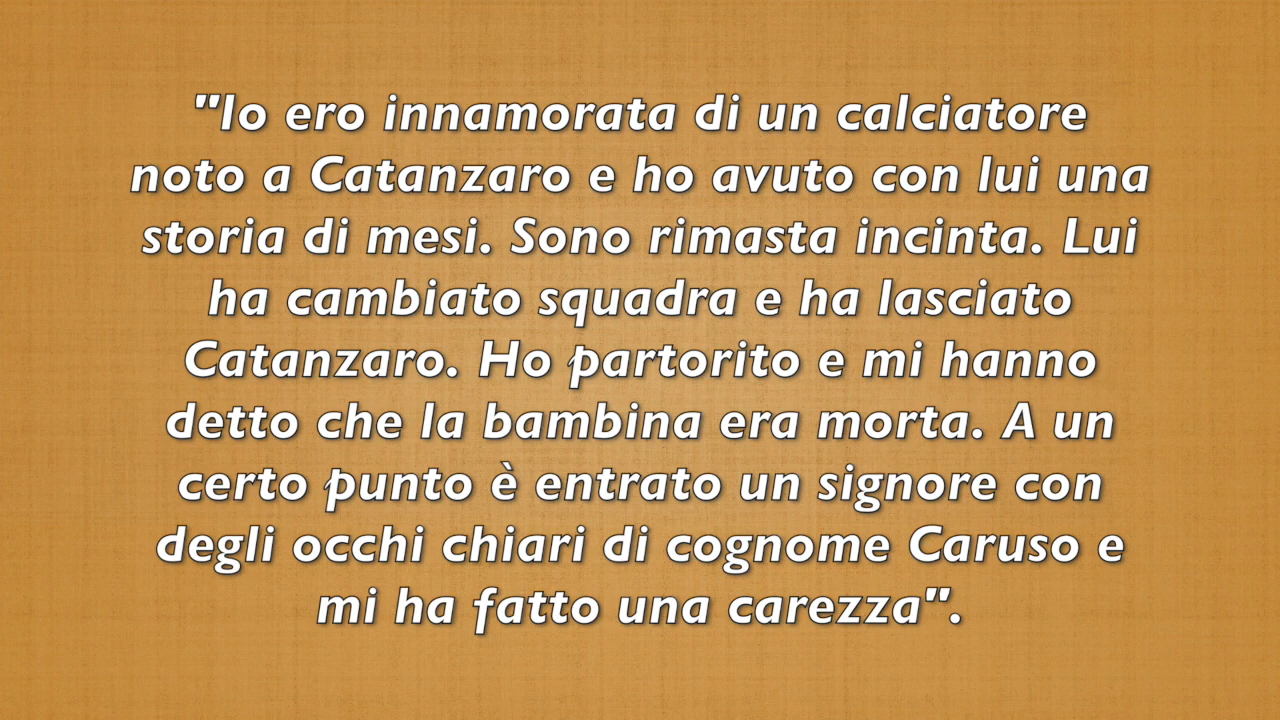 "Io ero innamorata di un calciatore
noto a Catanzaro e ho avuto con lui una
storia di mesi. Sono rimasta incinta. Lui
ha cambiato squadra e ha lasciato
Catanzaro. Ho partorito e mi hanno
detto che la bambina era morta. A un
certo punto è entrato un signore con
degli occhi chiari di cognome Caruso e
mi ha fatto una carezza".